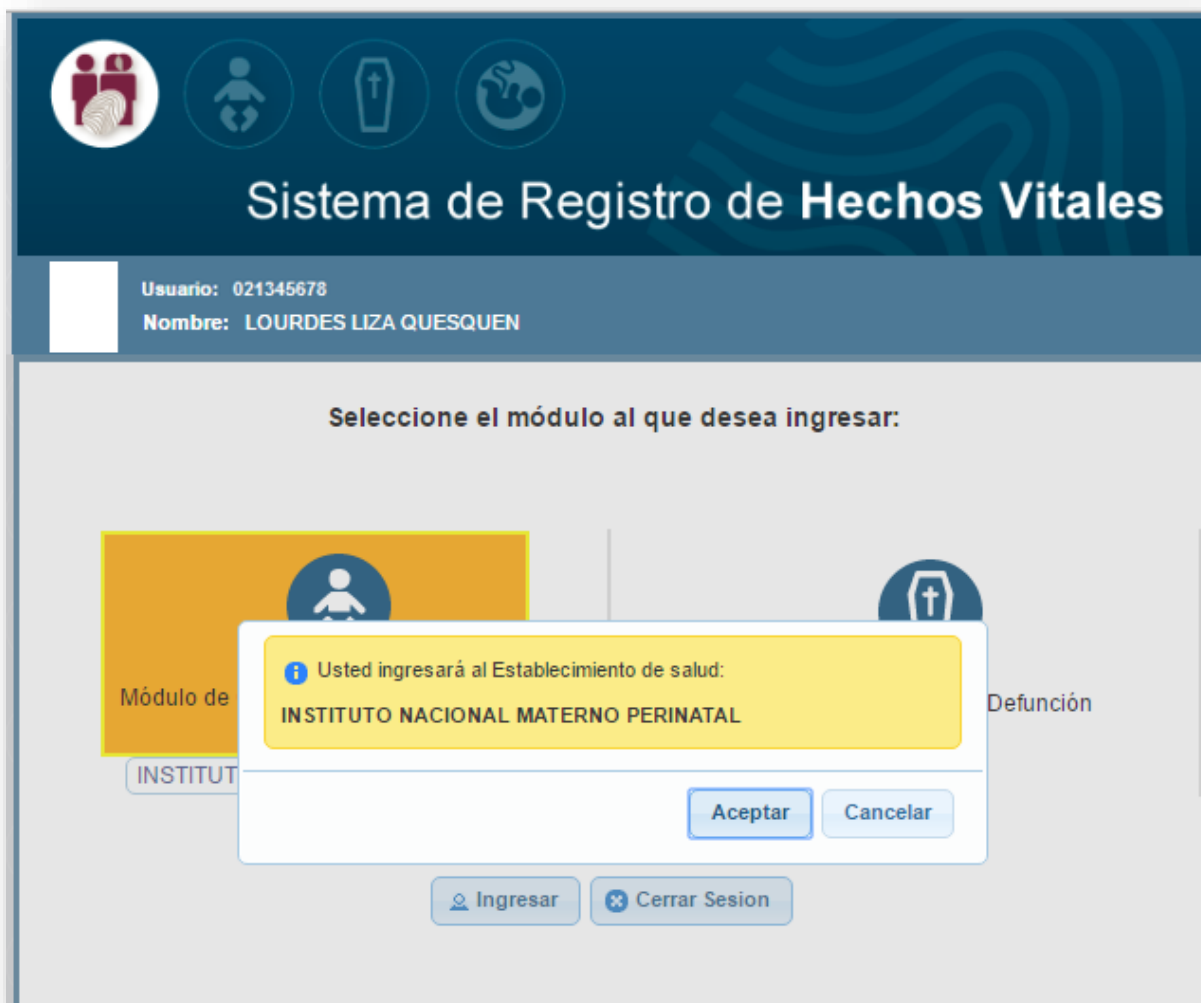 Sistema de Registro de Hechos Vitales
Usuario: 021345678
Nombre: LOURDES LIZA QUESQUEN
Seleccione el módulo al que desea ingresar:
Módulo de
Defunción
INSTITUT
Usted ingresará al Establecimiento de salud:
INSTITUTO NACIONAL MATERNO PERINATAL
Aceptar Cancelar
Ingresar Cerrar Sesion